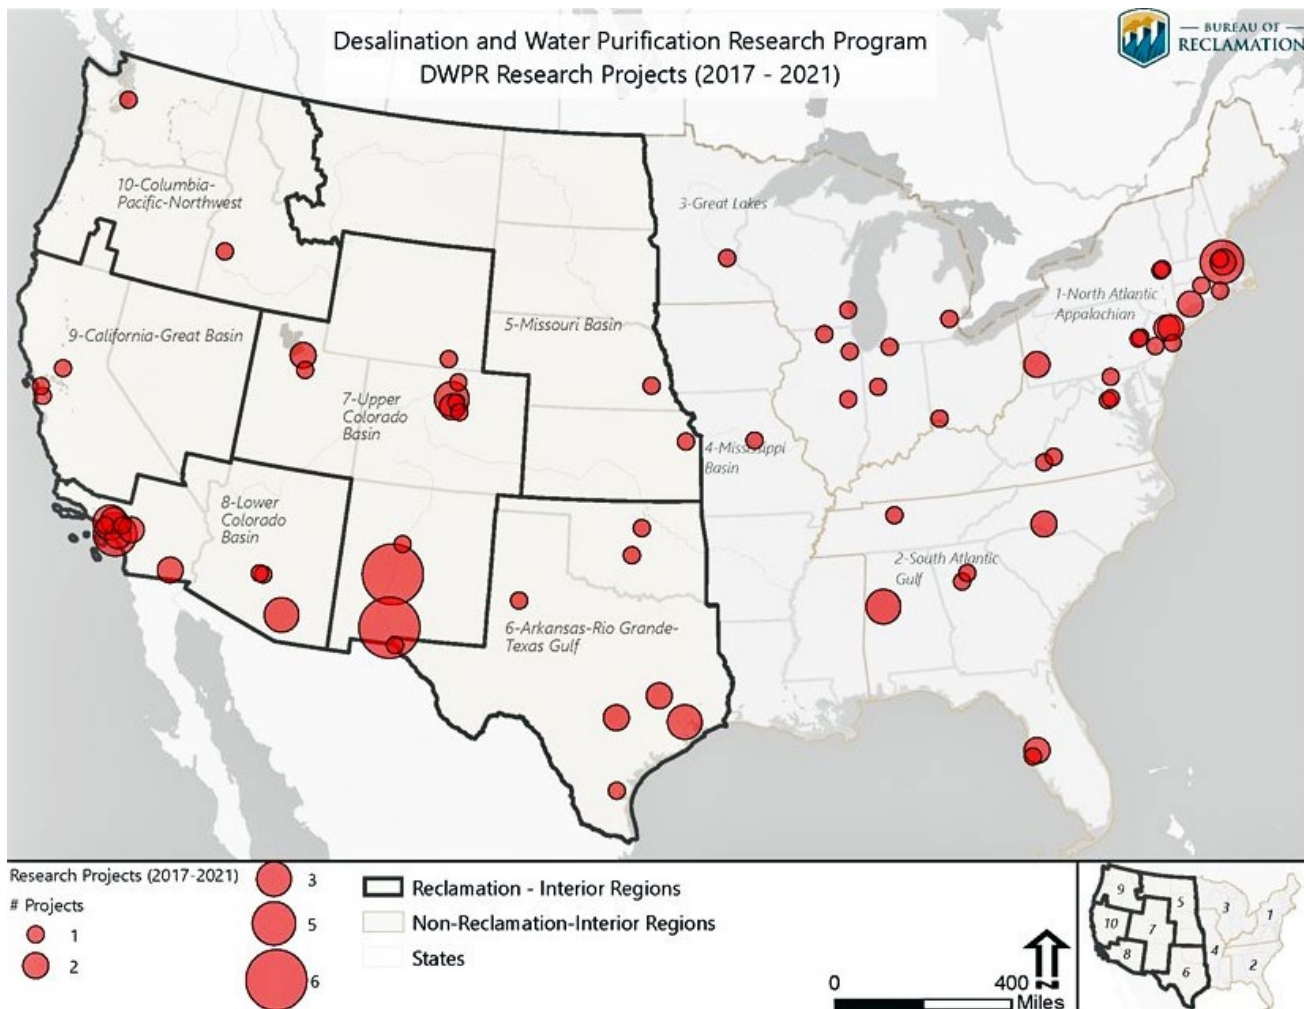 Desalination and Water Purification Research Program
DWPR Research Projects (2017 - 2021)
BUREAU OF
RECLAMATION
10-Columbia-
Pacific-Northwest
3-Great Lakes
9-California-Great Basin
5-Missouri Basin
1-North Atlantic
Appalachian
7-Upper
Colorado
Basin
4-Mississippi
Basin
8-Lower
Colorado
Basin
2-South Atlantic
Gulf
6-Arkansas-Rio Grande-
Texas Gulf
Research Projects (2017-2021)
# Projects
1
2
3
5
6
Reclamation - Interior Regions
Non-Reclamation-Interior Regions
States
0
400
Miles
N
9
5
3
1
10
7
4
8
6
2